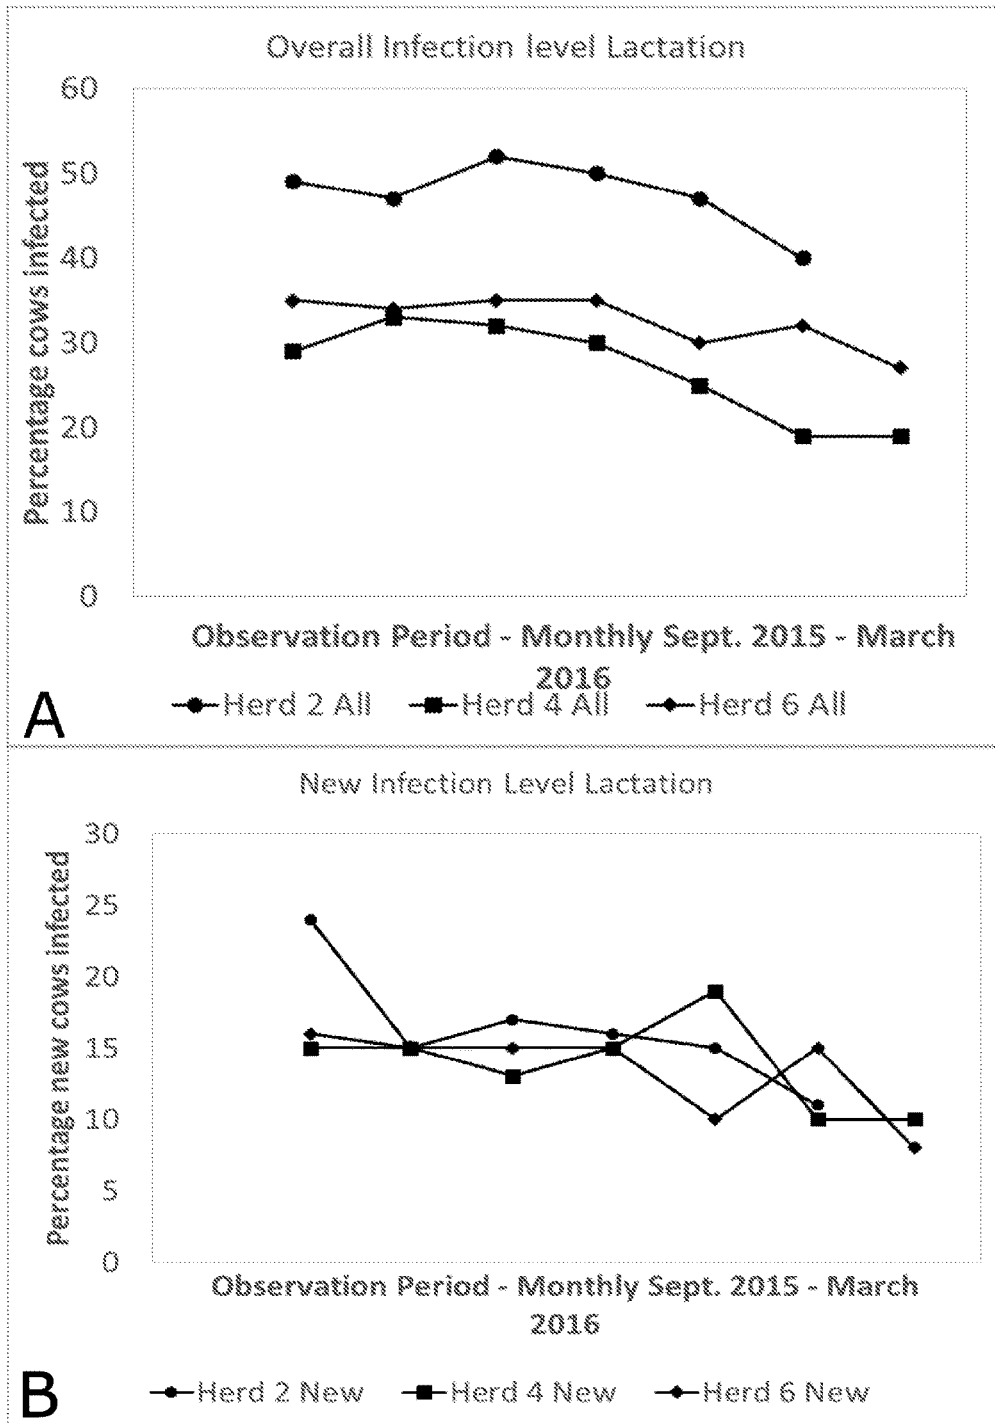 Overall Infection level Lactation
60
50
40
30
20
10
0
Percentage cows infected
Observation Period - Monthly Sept. 2015 - March
2016
A
Herd 2 All Herd 4 All Herd 6 All
New Infection Level Lactation
30
25
20
15
10
5
0
Percentage new cows infected
Observation Period - Monthly Sept. 2015 - March
2016
B
Herd 2 New Herd 4 New Herd 6 New